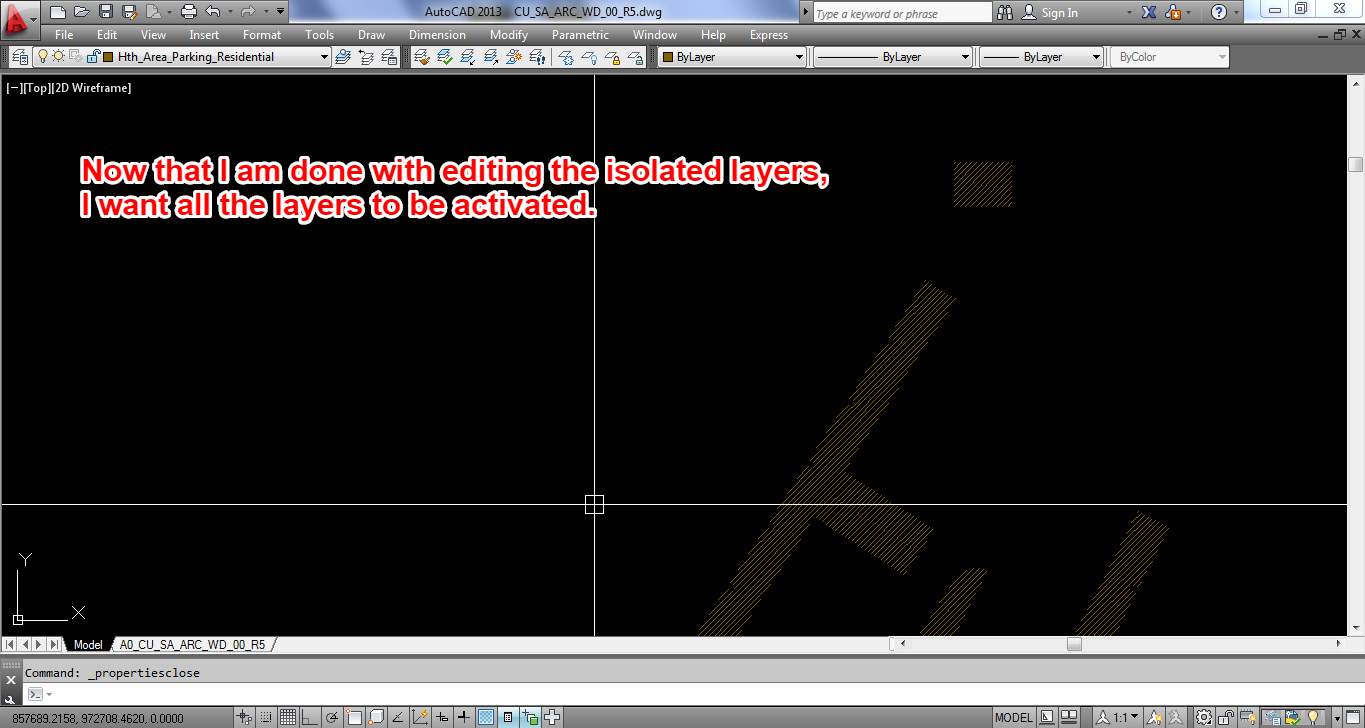 AutoCAD 2013 CU_SA_ARC_WD_00_R5.dwg
Type a keyword or phrase
Sign In
File Edit View Insert Format Tools Draw Dimension Modify Parametric Window Help Express
Hth_Area_Parking_Residential
ByLayer
ByLayer
ByLayer
ByColor
[−][Top][2D Wireframe]
Now that I am done with editing the isolated layers,
I want all the layers to be activated.
Y
X
Model A0_CU_SA_ARC_WD_00_R5
Command: _propertiesclose
857689.2158, 972708.4620, 0.0000
MODEL
1:1